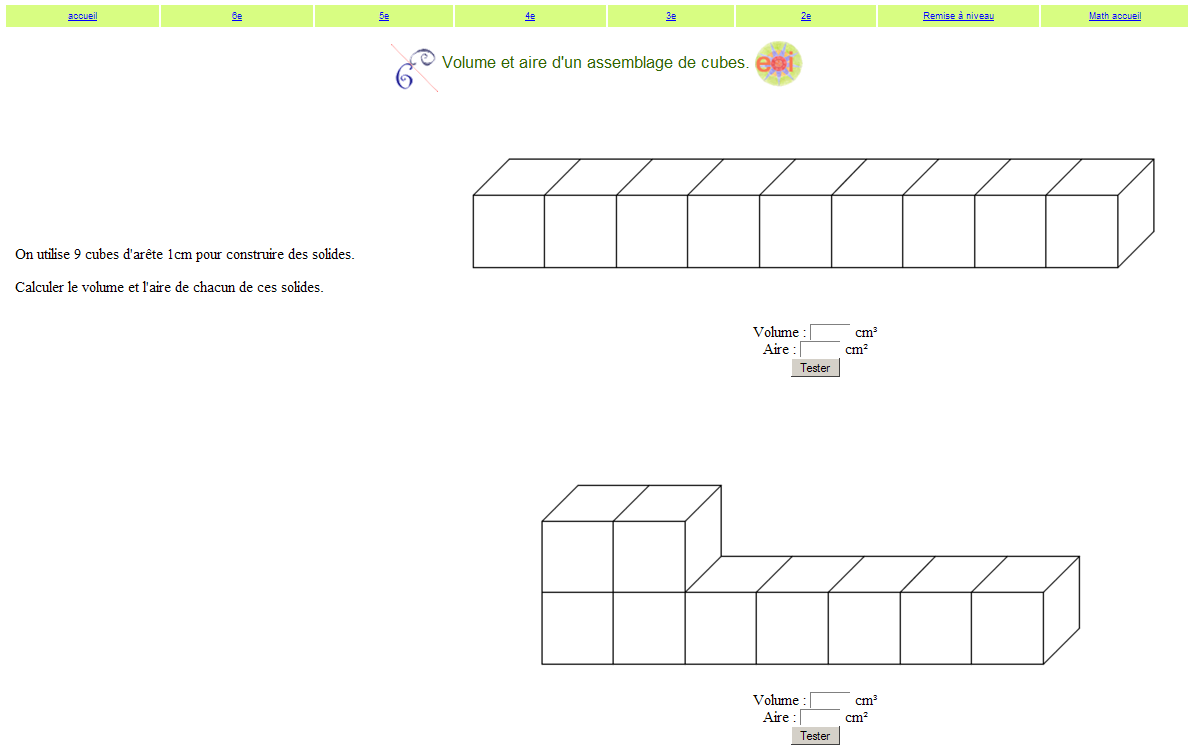 accueil 6e 5e 4e 3e 2e Remise à niveau Math accueil
6e Volume et aire d'un assemblage de cubes. eoi
On utilise 9 cubes d'arête 1cm pour construire des solides.
Calculer le volume et l'aire de chacun de ces solides.
Volume : cm³
Aire : cm²
Tester
Volume : cm³
Aire : cm²
Tester